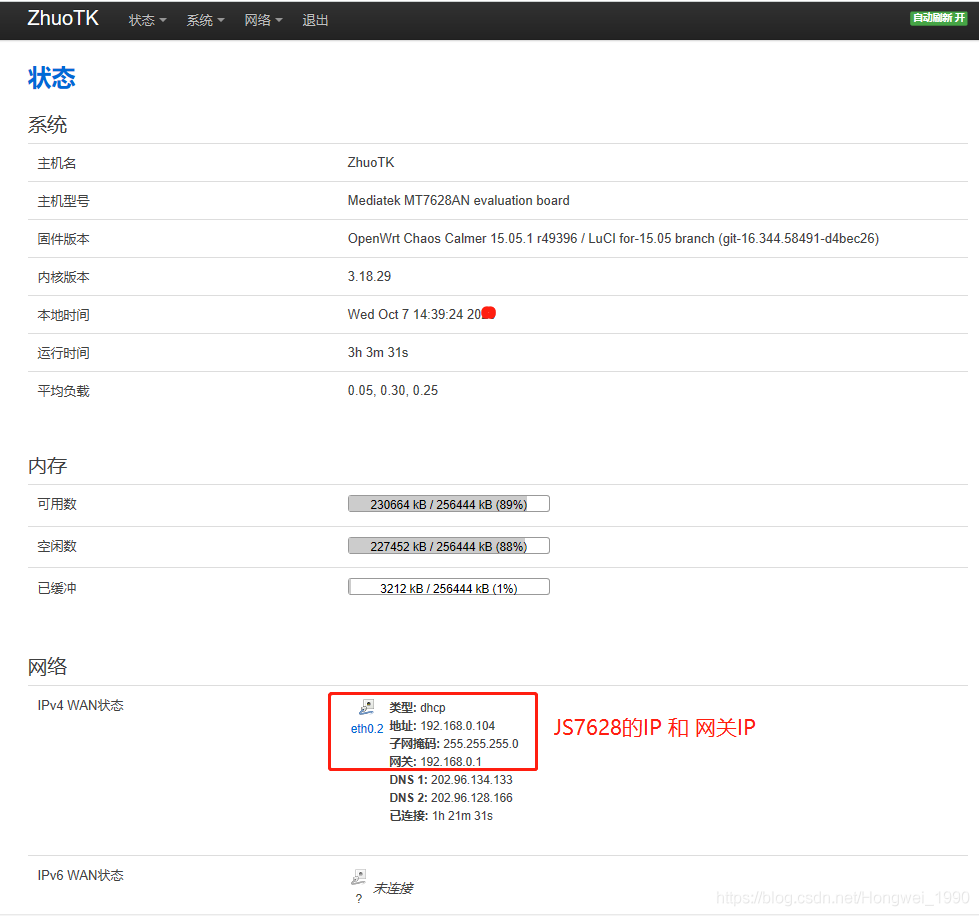 ZhuoTK 状态 系统 网络 退出 自动刷新 开
状态
系统
主机名 ZhuoTK
主机型号 Mediatek MT7628AN evaluation board
固件版本 OpenWrt Chaos Calmer 15.05.1 r49396 / LuCI for-15.05 branch (git-16.344.58491-d4bec26)
内核版本 3.18.29
本地时间 Wed Oct 7 14:39:24 20
运行时间 3h 3m 31s
平均负载 0.05, 0.30, 0.25
内存
可用数 230664 kB / 256444 kB (89%)
空闲数 227452 kB / 256444 kB (88%)
已缓冲 3212 kB / 256444 kB (1%)
网络
IPv4 WAN状态 类型: dhcp
eth0.2 地址: 192.168.0.104
子网掩码: 255.255.255.0
网关: 192.168.0.1
JS7628的IP 和 网关IP
DNS 1: 202.96.134.133
DNS 2: 202.96.128.166
已连接: 1h 21m 31s
IPv6 WAN状态 ? 未连接
https://blog.csdn.net/Hongwei_1990